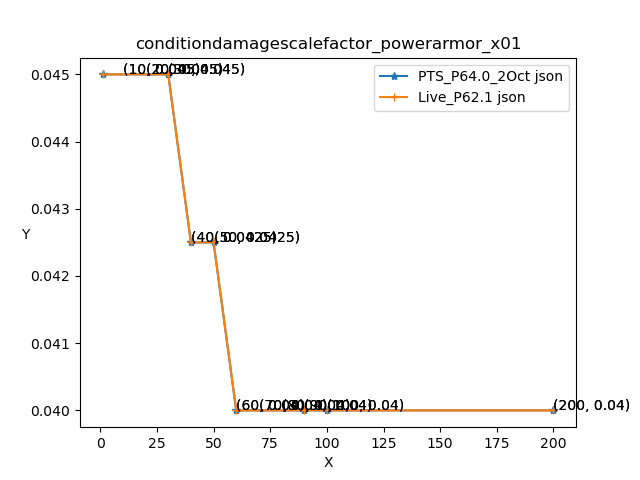 conditiondamagescalefactor_powerarmor_x01
PTS_P64.0_2Oct json
Live_P62.1 json
0.045
0.044
0.043
0.042
0.041
0.040
Y
(200, 0.04)
0 25 50 75 100 125 150 175 200
X